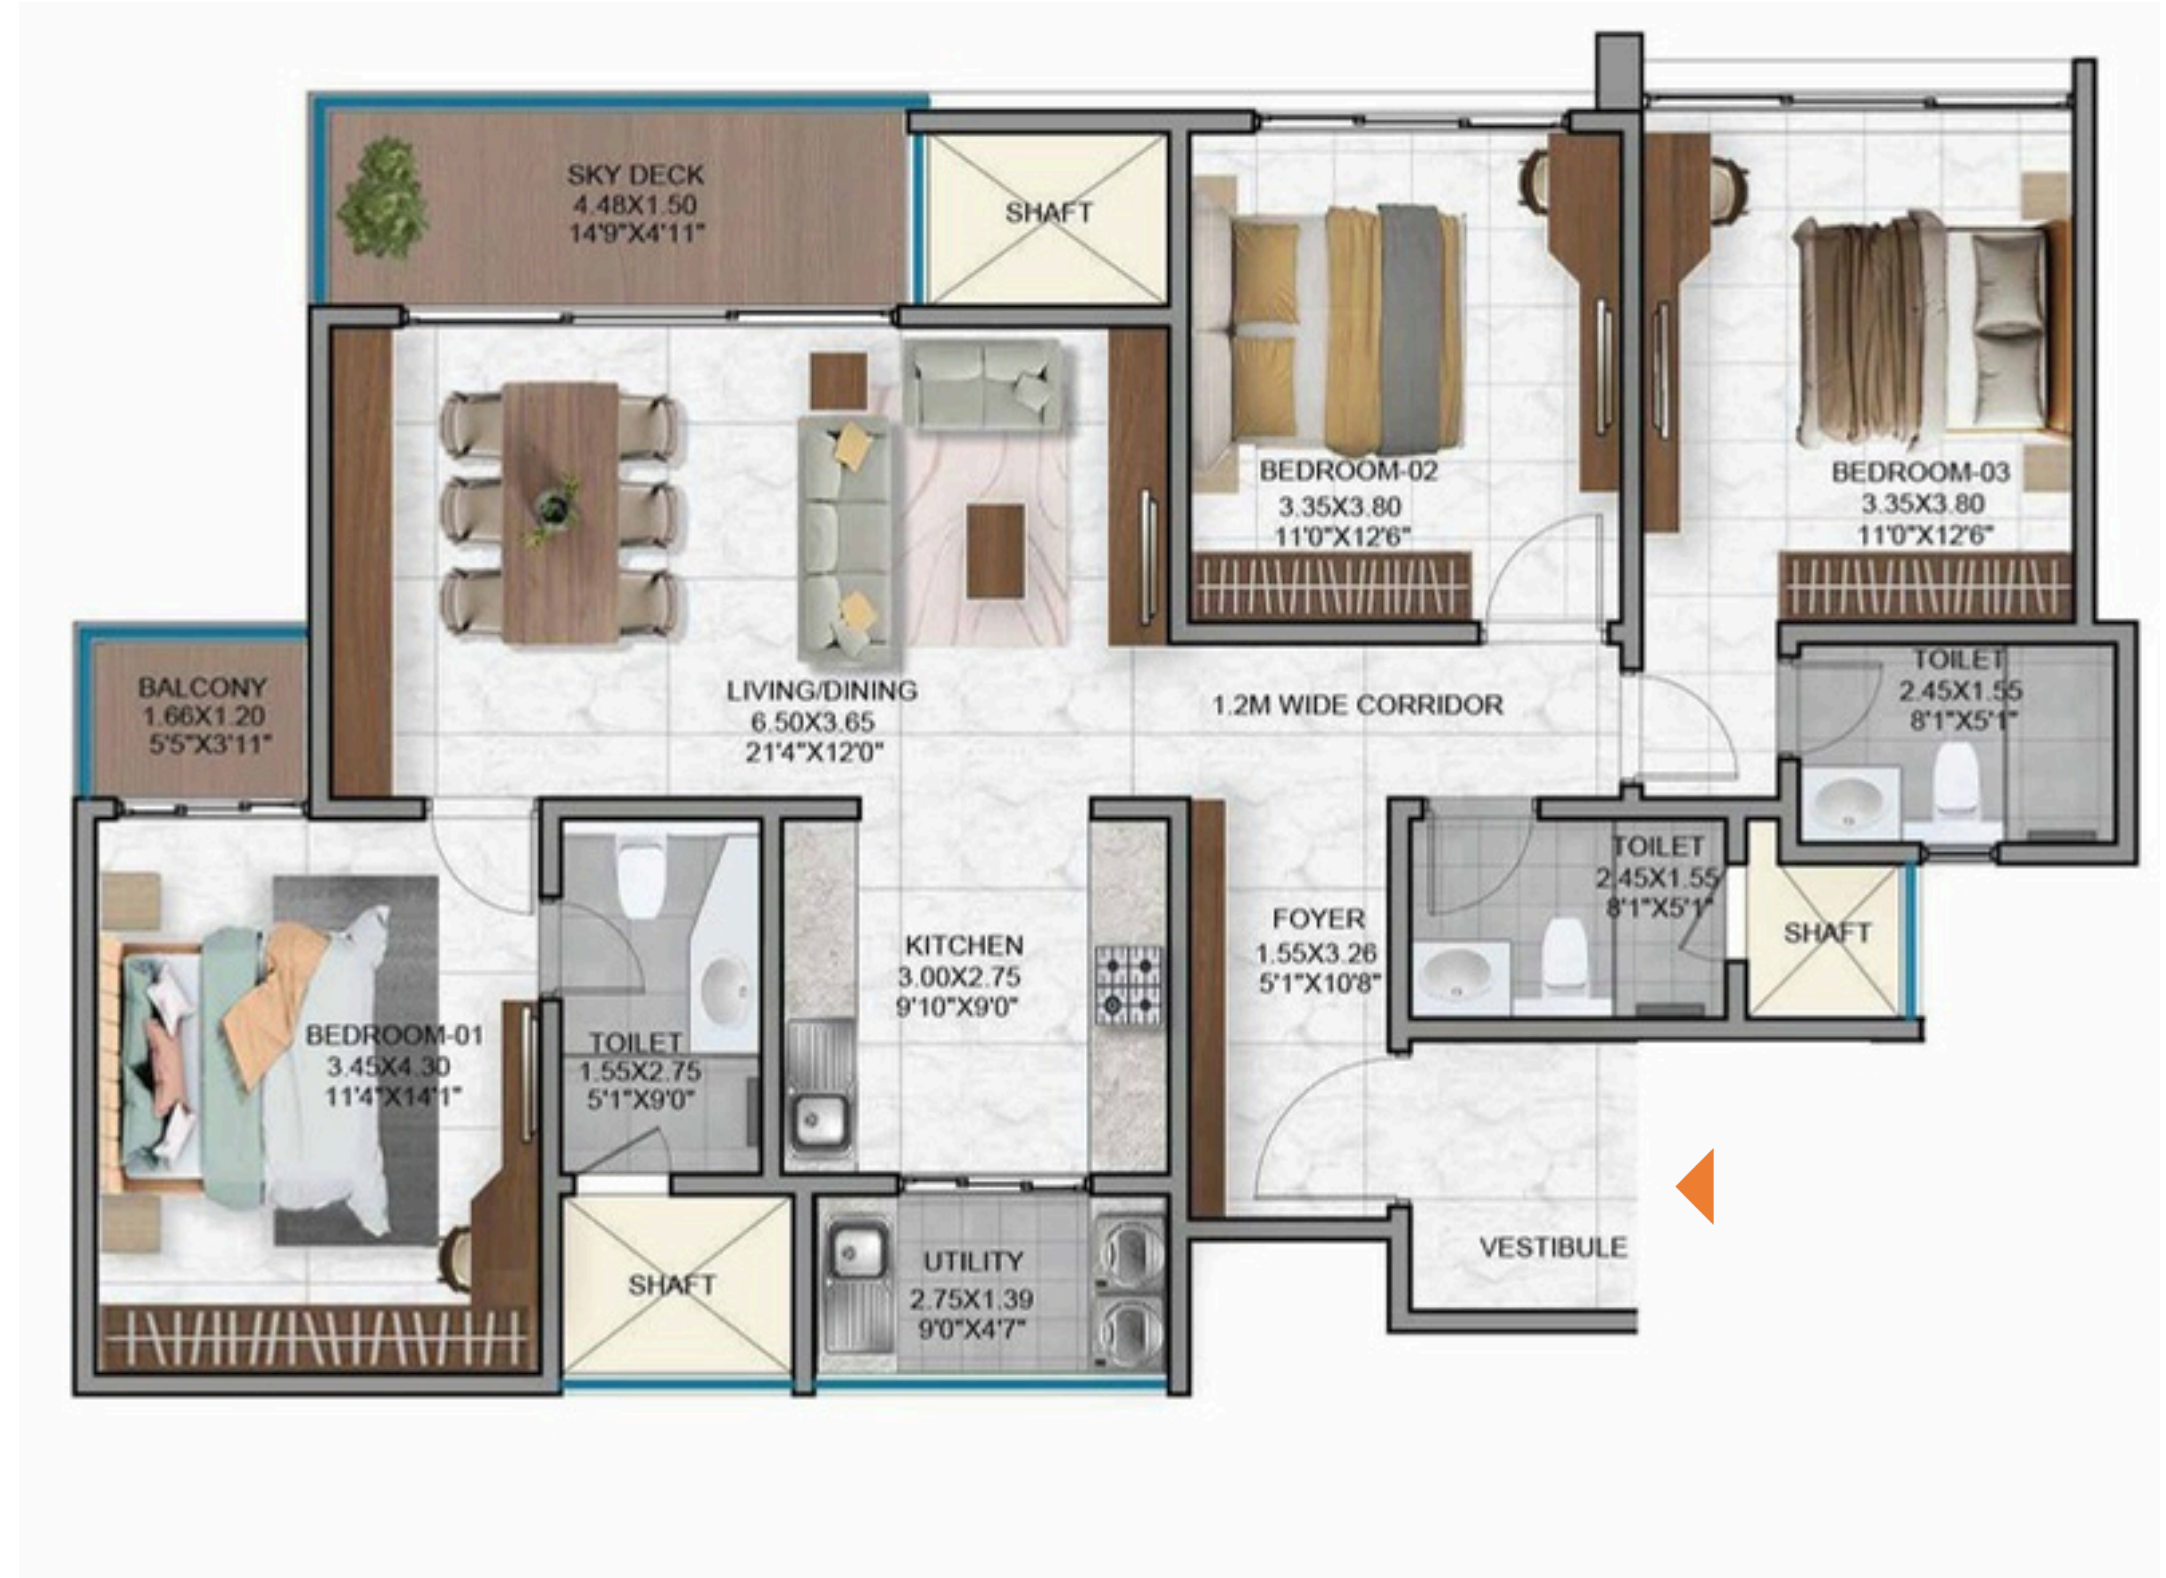 SKY DECK
4.48X1.50
14'9"X4'11"
SHAFT
BEDROOM-02
3.35X3.80
11'0"X12'6"
BEDROOM-03
3.35X3.80
11'0"X12'6"
BALCONY
1.66X1.20
5'5"X3'11"
LIVING/DINING
6.50X3.65
21'4"X12'0"
1.2M WIDE CORRIDOR
TOILET
2.45X1.55
8'1"X5'1"
TOILET
2.45X1.55
8'1"X5'1"
SHAFT
FOYER
1.55X3.26
5'1"X10'8"
KITCHEN
3.00X2.75
9'10"X9'0"
BEDROOM-01
3.45X4.30
11'4"X14'1"
TOILET
1.55X2.75
5'1"X9'0"
SHAFT
UTILITY
2.75X1.39
9'0"X4'7"
VESTIBULE